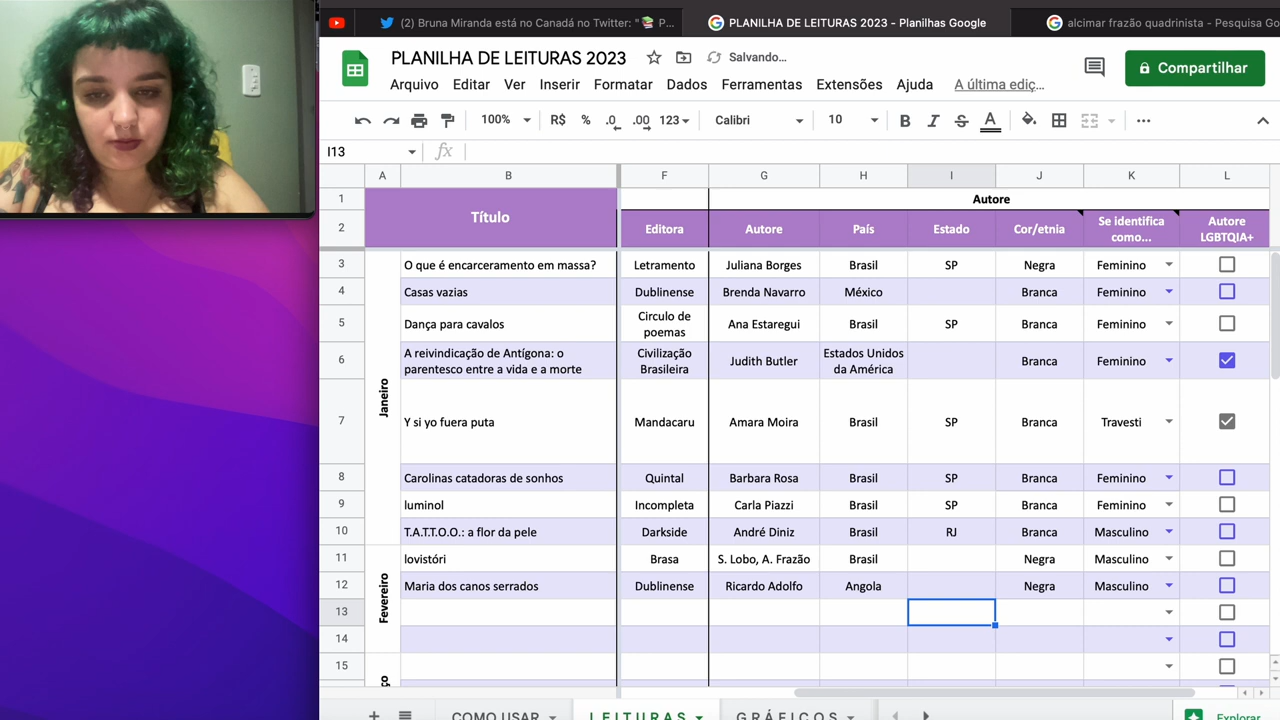 (2) Bruna Miranda está no Canadá no Twitter: "📚 P...
PLANILHA DE LEITURAS 2023 - Planilhas Google
alcimar frazão quadrinista - Pesquisa Go
PLANILHA DE LEITURAS 2023
Salvando...
Compartilhar
Arquivo Editar Ver Inserir Formatar Dados Ferramentas Extensões Ajuda A última ediç...
100% R$ % .0 .00 123 Calibri 10 B I S A ...
I13 fx
A B F G H I J K L
1 Autore
2 Título Editora Autore País Estado Cor/etnia Se identifica como... Autore LGBTQIA+
Janeiro
3 O que é encarceramento em massa? Letramento Juliana Borges Brasil SP Negra Feminino
4 Casas vazias Dublinense Brenda Navarro México Branca Feminino
5 Dança para cavalos Circulo de poemas Ana Estaregui Brasil SP Branca Feminino
6 A reivindicação de Antígona: o parentesco entre a vida e a morte Civilização Brasileira Judith Butler Estados Unidos da América Branca Feminino
7 Y si yo fuera puta Mandacaru Amara Moira Brasil SP Branca Travesti
8 Carolinas catadoras de sonhos Quintal Barbara Rosa Brasil SP Branca Feminino
9 luminol Incompleta Carla Piazzi Brasil SP Branca Feminino
10 T.A.T.T.O.O.: a flor da pele Darkside André Diniz Brasil RJ Branca Masculino
Fevereiro
11 lovistóri Brasa S. Lobo, A. Frazão Brasil Negra Masculino
12 Maria dos canos serrados Dublinense Ricardo Adolfo Angola Negra Masculino
13
14
15
ço
COMO USAR LEITURAS GRÁFICOS
Explorar